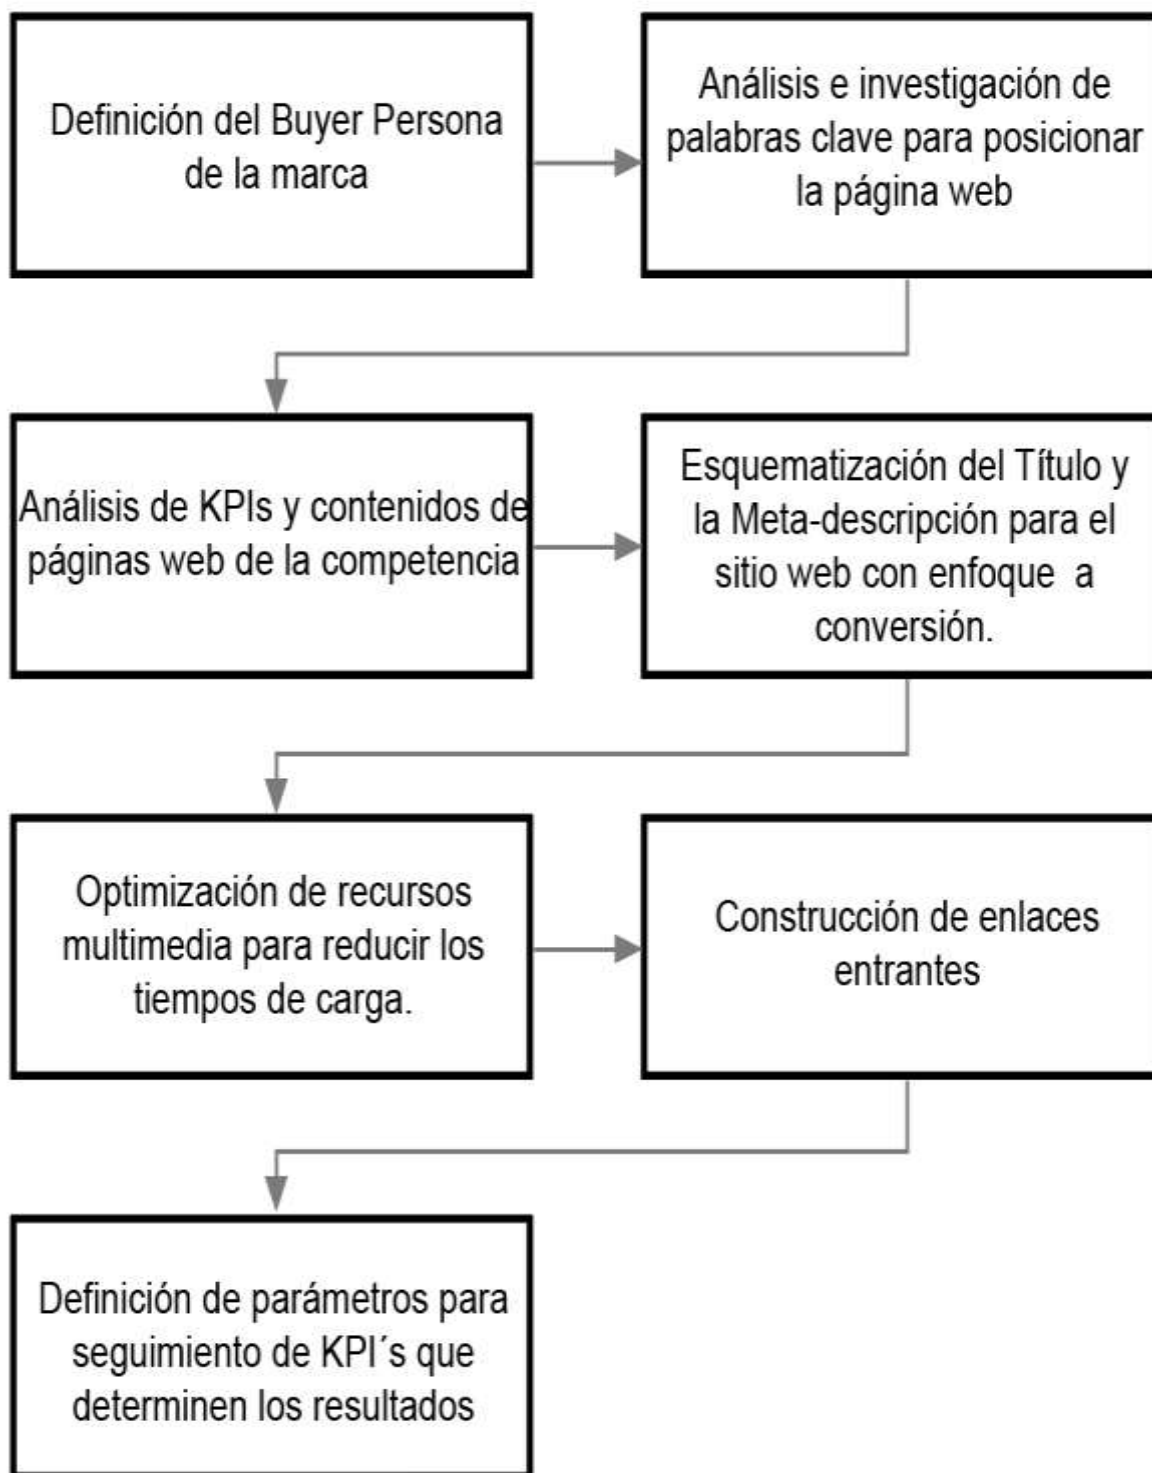 Definición del Buyer Persona
de la marca
Análisis e investigación de
palabras clave para posicionar
la página web
Análisis de KPIs y contenidos de
páginas web de la competencia
Esquematización del Título y
la Meta-descripción para el
sitio web con enfoque  a
conversión.
Optimización de recursos
multimedia para reducir los
tiempos de carga.
Construcción de enlaces
entrantes
Definición de parámetros para
seguimiento de KPI´s que
determinen los resultados